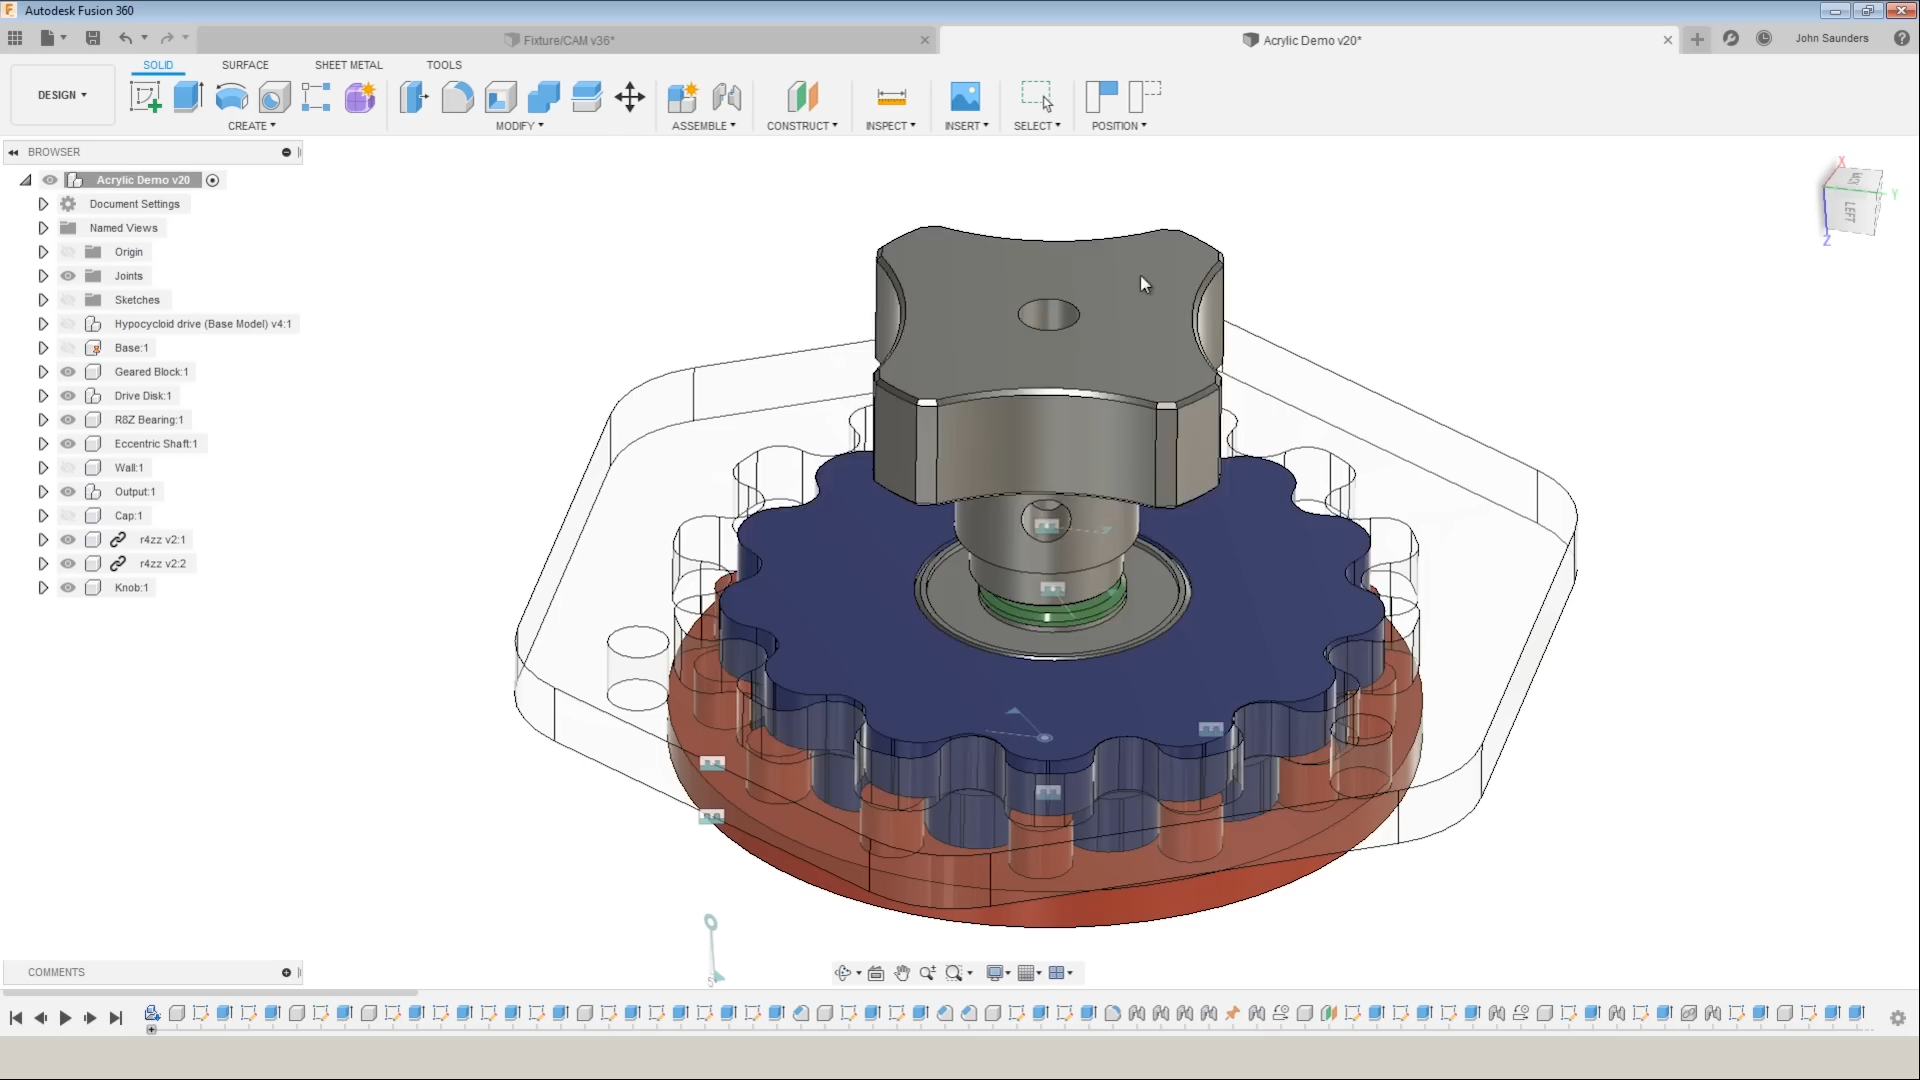 Autodesk Fusion 360
Fixture/CAM v36*
Acrylic Demo v20*
John Saunders
SOLID SURFACE SHEET METAL TOOLS
DESIGN
CREATE MODIFY ASSEMBLE CONSTRUCT INSPECT INSERT SELECT POSITION
BROWSER
Acrylic Demo v20
Document Settings
Named Views
Origin
Joints
Sketches
Hypocycloid drive (Base Model) v4:1
Base:1
Geared Block:1
Drive Disk:1
R8Z Bearing:1
Eccentric Shaft:1
Wall:1
Output:1
Cap:1
r4zz v2:1
r4zz v2:2
Knob:1
X
Y
Z
LEFT
COMMENTS